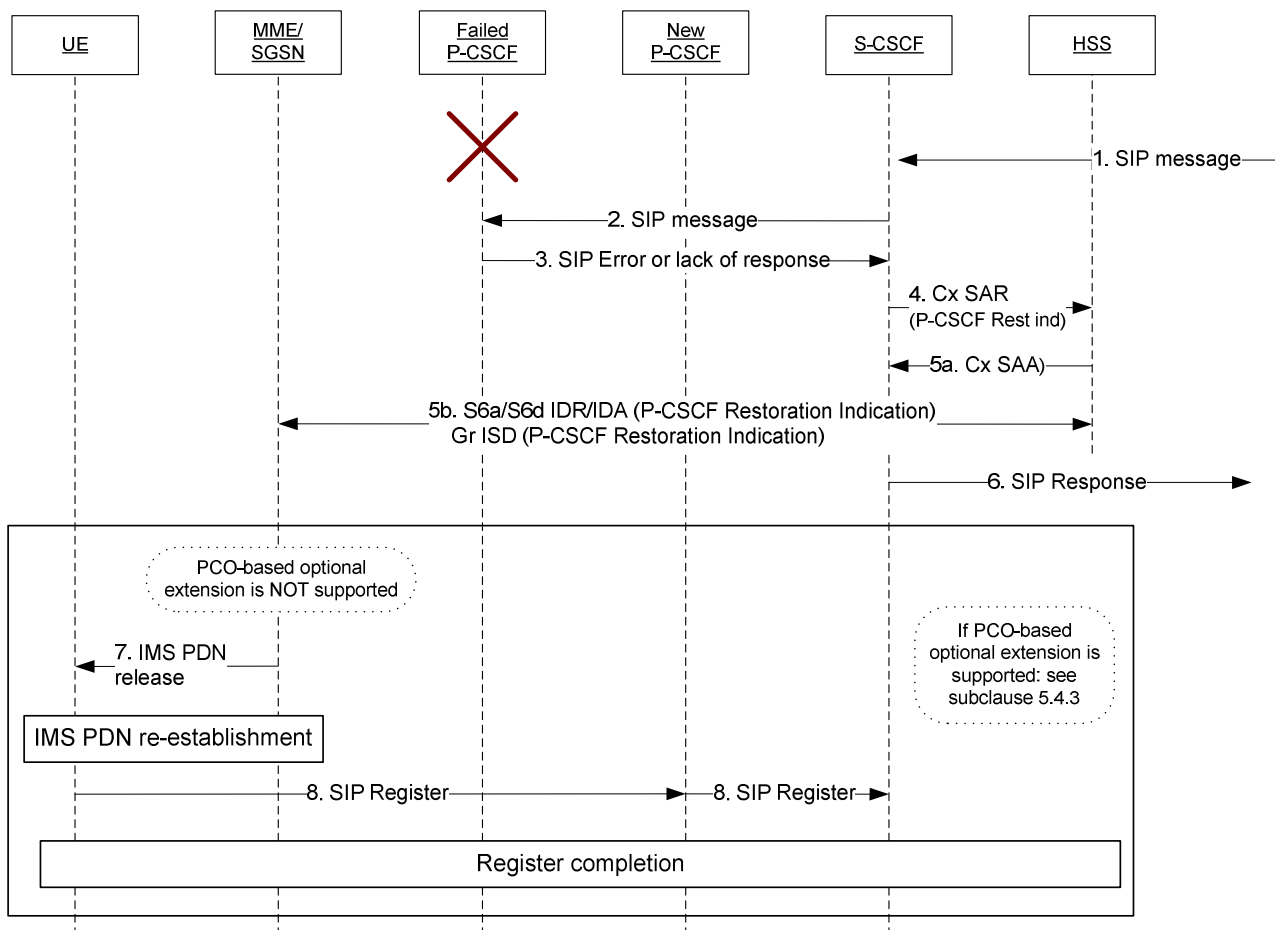 UE
MME/
SGSN
Failed
P-CSCF
New
P-CSCF
S-CSCF
HSS
1. SIP message
2. SIP message
3. SIP Error or lack of response
4. Cx SAR
(P-CSCF Rest ind)
5a. Cx SAA)
5b. S6a/S6d IDR/IDA (P-CSCF Restoration Indication)
Gr ISD (P-CSCF Restoration Indication)
6. SIP Response
PCO-based optional
extension is NOT supported
If PCO-based
optional extension is
supported: see
subclause 5.4.3
7. IMS PDN
release
IMS PDN re-establishment
8. SIP Register
8. SIP Register
Register completion